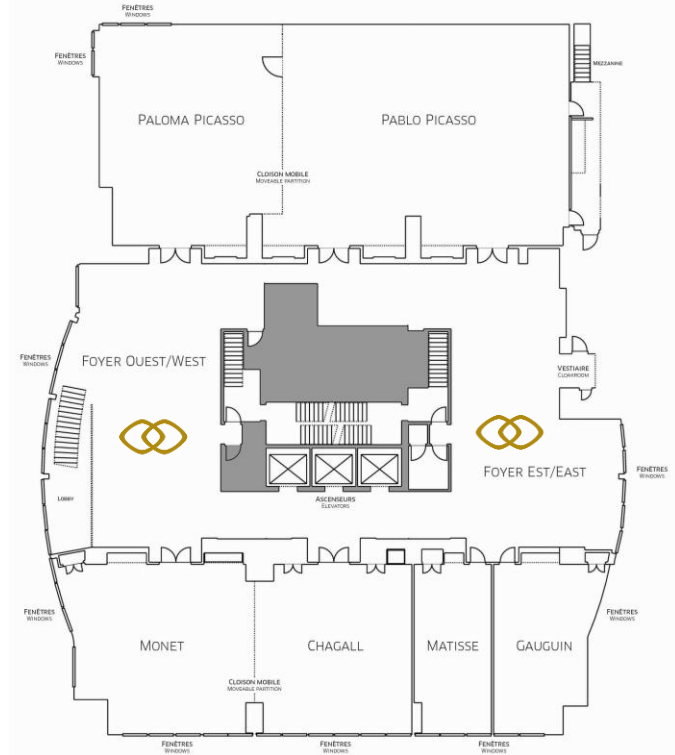 FENÊTRES
WINDOWS
FENÊTRES
WINDOWS
MEZZANINE
PALOMA PICASSO
PABLO PICASSO
CLOISON MOBILE
MOVEABLE PARTITION
FOYER OUEST/WEST
FENÊTRES
WINDOWS
VESTIAIRE
CLOAKROOM
FOYER EST/EAST
FENÊTRES
WINDOWS
LOBBY
ASCENSEURS
ELEVATORS
FENÊTRES
WINDOWS
FENÊTRES
WINDOWS
MONET
CHAGALL
MATISSE
GAUGUIN
CLOISON MOBILE
MOVEABLE PARTITION
FENÊTRES
WINDOWS
FENÊTRES
WINDOWS
FENÊTRES
WINDOWS